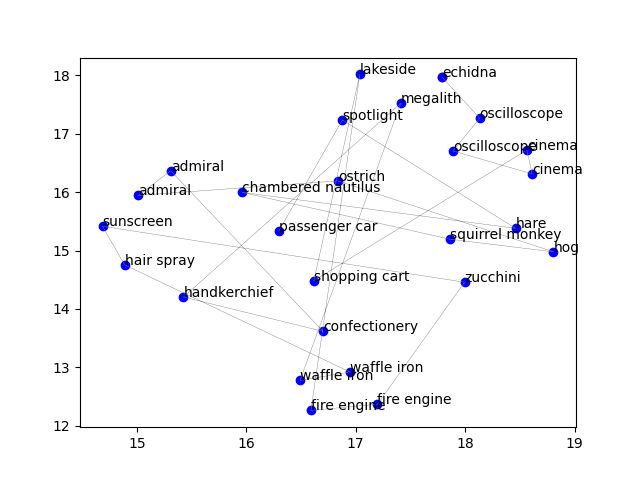 lakeside
echidna
18
megalith
spotlight
oscilloscope
17
oscilloscope
cinema
admiral
cinema
ostrich
16
admiral
chambered nautilus
sunscreen
hare
passenger car
squirrel monkey
hog
15
hair spray
shopping cart
zucchini
14
handkerchief
confectionery
13
waffle iron
waffle iron
fire engine
fire engine
12
15
16
17
18
19